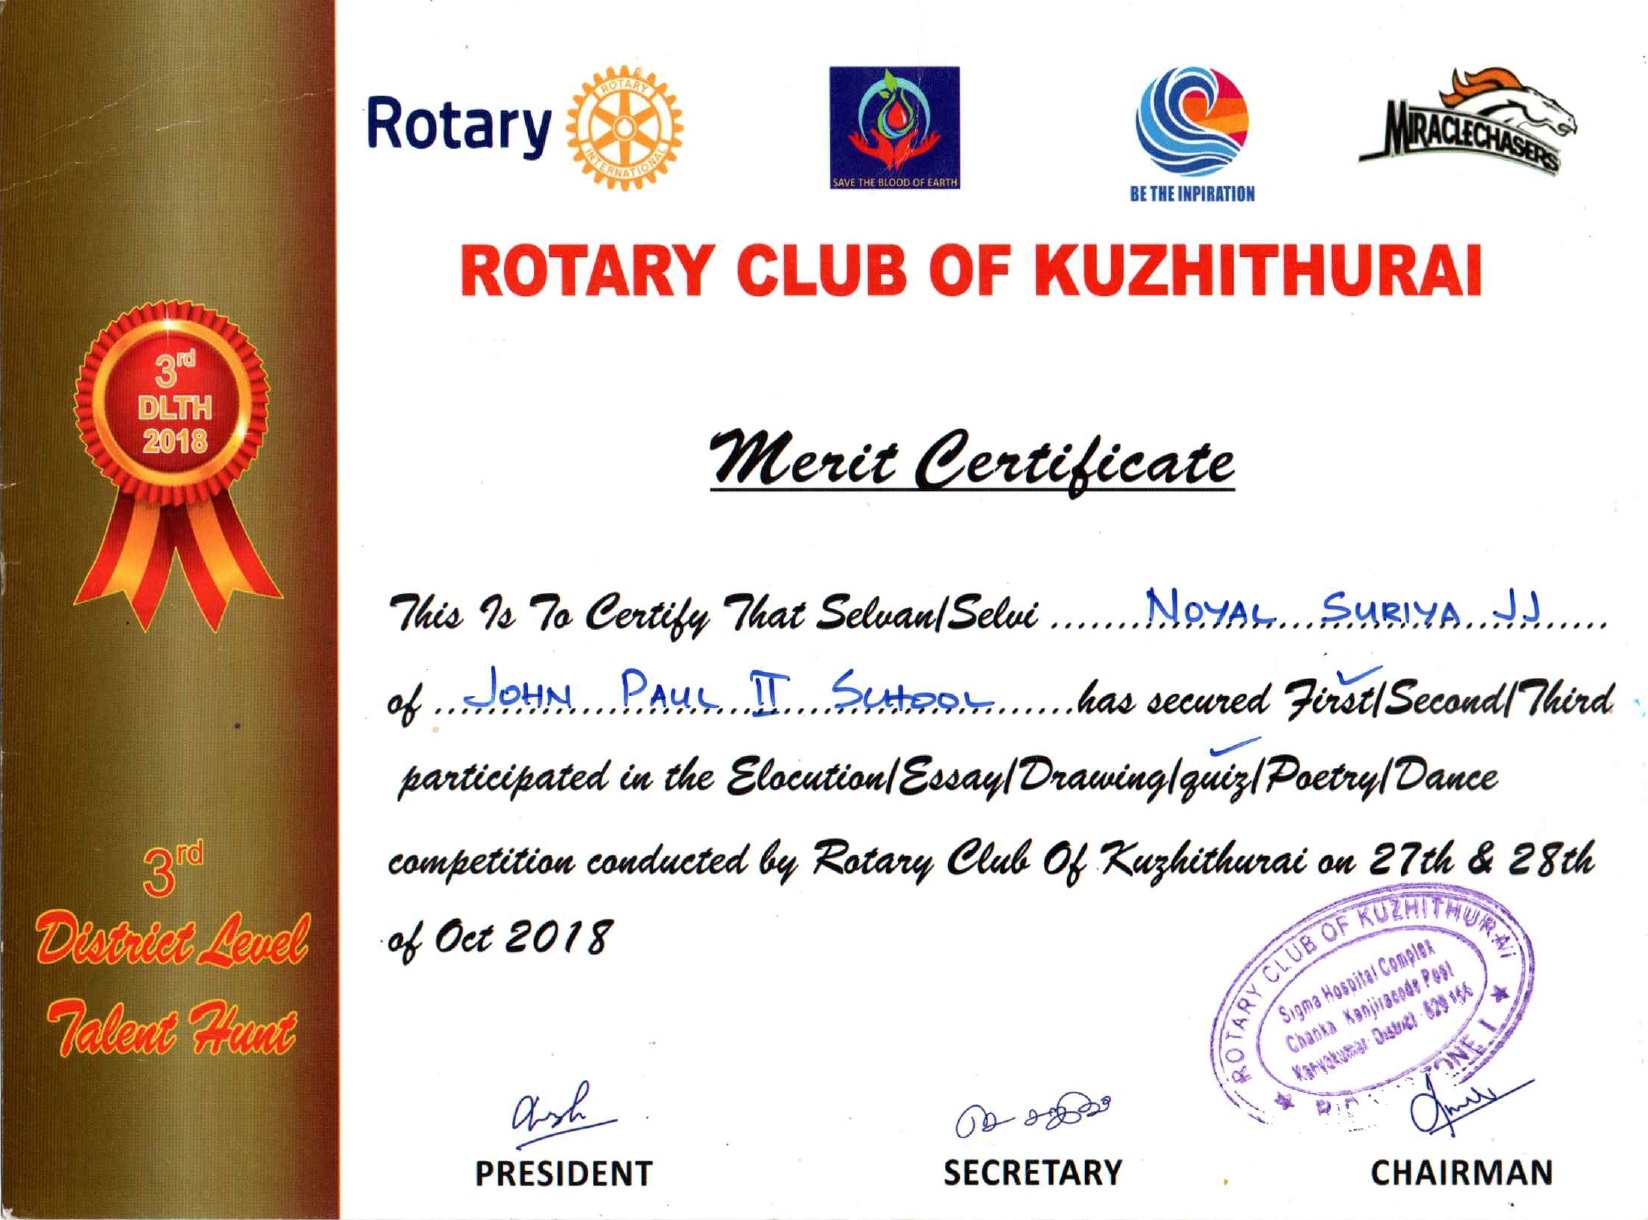 Rotary
ROTARY
INTERNATIONAL
SAVE THE BLOOD OF EARTH
BE THE INPIRATION
MIRACLECHASERS
ROTARY CLUB OF KUZHITHURAI
3rd
DLTH
2018
Merit Certificate
This Is To Certify That Selvan/Selvi ........NOYAL SURIYA JJ........
of ....JOHN PAUL II SCHOOL........has secured First/Second/Third
participated in the Elocution/Essay/Drawing/quiz/Poetry/Dance
competition conducted by Rotary Club Of Kuzhithurai on 27th & 28th
of Oct 2018
3rd
District Level
Talent Hunt
ROTARY CLUB OF KUZHITHURAI
Sigma Hospital Complex
Chanka Kanjiracode Post
Kanyakumar District
PRESIDENT
SECRETARY
CHAIRMAN